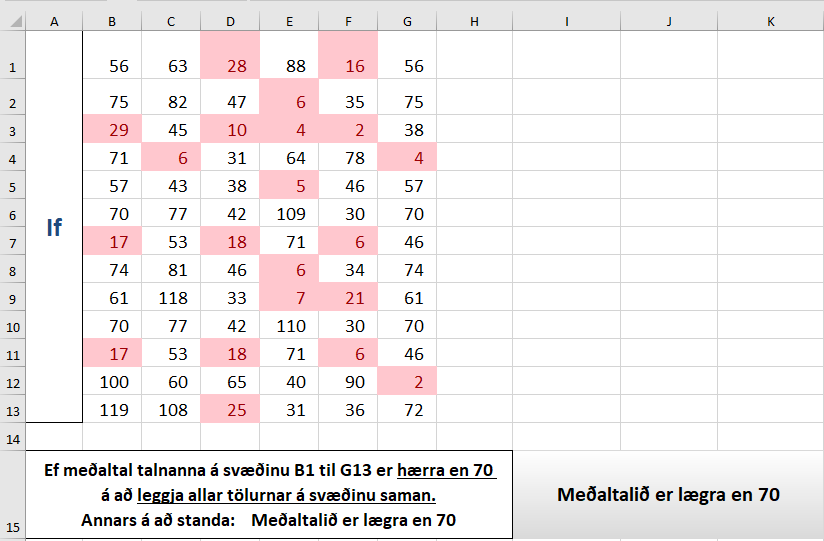 A B C D E F G H I J K
1 56 63 28 88 16 56
2 75 82 47 6 35 75
3 29 45 10 4 2 38
4 71 6 31 64 78 4
5 57 43 38 5 46 57
6 70 77 42 109 30 70
If
7 17 53 18 71 6 46
8 74 81 46 6 34 74
9 61 118 33 7 21 61
10 70 77 42 110 30 70
11 17 53 18 71 6 46
12 100 60 65 40 90 2
13 119 108 25 31 36 72
14
Ef meðaltal talnanna á svæðinu B1 til G13 er hærra en 70
á að leggja allar tölurnar á svæðinu saman.
Annars á að standa: Meðaltalið er lægra en 70
Meðaltalið er lægra en 70
15